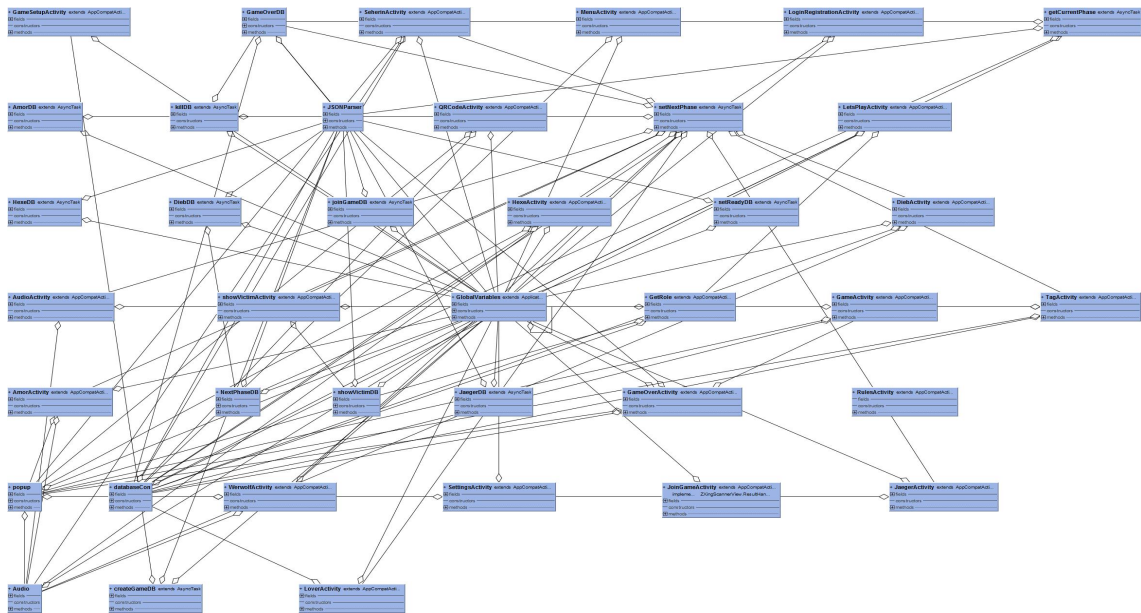 GameSetupActivity extends AppCompatActi...
fields
constructors
methods
GameOverDB
fields
constructors
methods
SeherinActivity extends AppCompatActi...
fields
constructors
methods
MenuActivity extends AppCompatActi...
fields
constructors
methods
LoginRegistrationActivity extends AppCompatActi...
fields
constructors
methods
getCurrentPhase extends AsyncTask
fields
constructors
methods
AmorDB extends AsyncTask
fields
constructors
methods
killDB extends AsyncTask
fields
constructors
methods
JSONParser
fields
constructors
methods
QRCodeActivity extends AppCompatActi...
fields
constructors
methods
setNextPhase extends AsyncTask
fields
constructors
methods
LetsPlayActivity extends AppCompatActi...
fields
constructors
methods
HexeDB extends AsyncTask
fields
constructors
methods
DiebDB extends AsyncTask
fields
constructors
methods
joinGameDB extends AsyncTask
fields
constructors
methods
HexeActivity extends AppCompatActi...
fields
constructors
methods
setReadyDB extends AsyncTask
fields
constructors
methods
DiebActivity extends AppCompatActi...
fields
constructors
methods
AudioActivity extends AppCompatActi...
fields
constructors
methods
showVictimActivity extends AppCompatActi...
fields
constructors
methods
GlobalVariables extends Applicati...
fields
constructors
methods
GetRole extends AppCompatActi...
fields
constructors
methods
GameActivity extends AppCompatActi...
fields
constructors
methods
TagActivity extends AppCompatActi...
fields
constructors
methods
AmorActivity extends AppCompatActi...
fields
constructors
methods
NextPhaseDB
fields
constructors
methods
showVictimDB
fields
constructors
methods
JaegerDB extends AsyncTask
fields
constructors
methods
GameOverActivity extends AppCompatActi...
fields
constructors
methods
RulesActivity extends AppCompatActi...
fields
constructors
methods
popup
fields
constructors
methods
databaseCon
fields
constructors
methods
WerwolfActivity extends AppCompatActi...
fields
constructors
methods
SettingsActivity extends AppCompatActi...
fields
constructors
methods
JoinGameActivity extends AppCompatActi...
impleme... ZXingScannerView.ResultHan...
fields
constructors
methods
JaegerActivity extends AppCompatActi...
fields
constructors
methods
Audio
fields
constructors
methods
createGameDB extends AsyncTask
fields
constructors
methods
LoverActivity extends AppCompatActi...
fields
constructors
methods